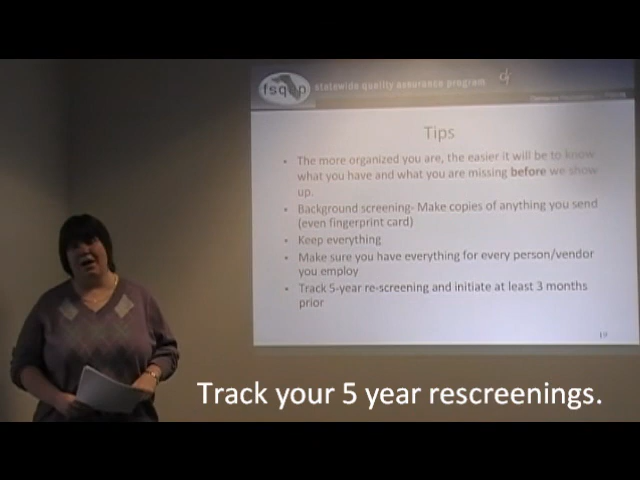 fsqap statewide quality assurance program
Tips
• The more organized you are, the easier it will be to know
what you have and what you are missing before we show
up.
• Background screening- Make copies of anything you send
(even fingerprint card)
• Keep everything
• Make sure you have everything for every person/vendor
you employ
• Track 5-year re-screening and initiate at least 3 months
prior
19
Track your 5 year rescreenings.